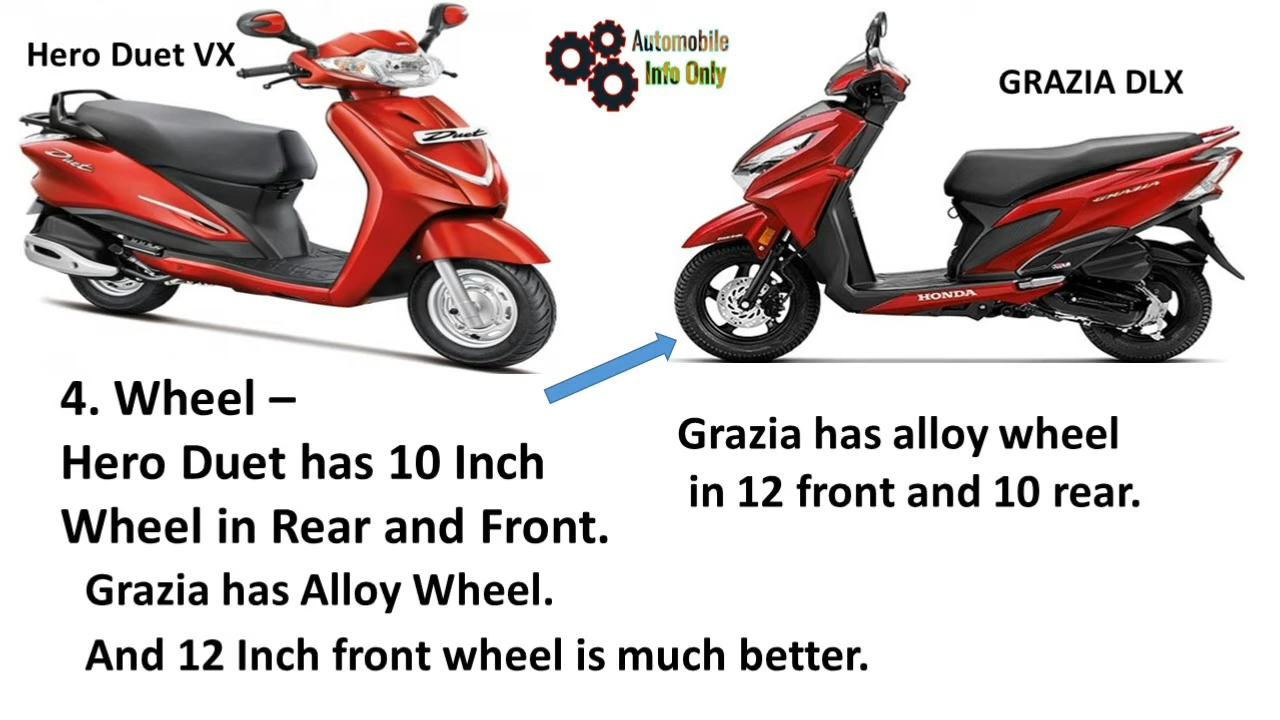 Hero Duet VX
Automobile
Info Only
GRAZIA DLX
Duet
Duet
GRAZIA
HONDA
4. Wheel –
Hero Duet has 10 Inch
Wheel in Rear and Front.
Grazia has alloy wheel
in 12 front and 10 rear.
Grazia has Alloy Wheel.
And 12 Inch front wheel is much better.